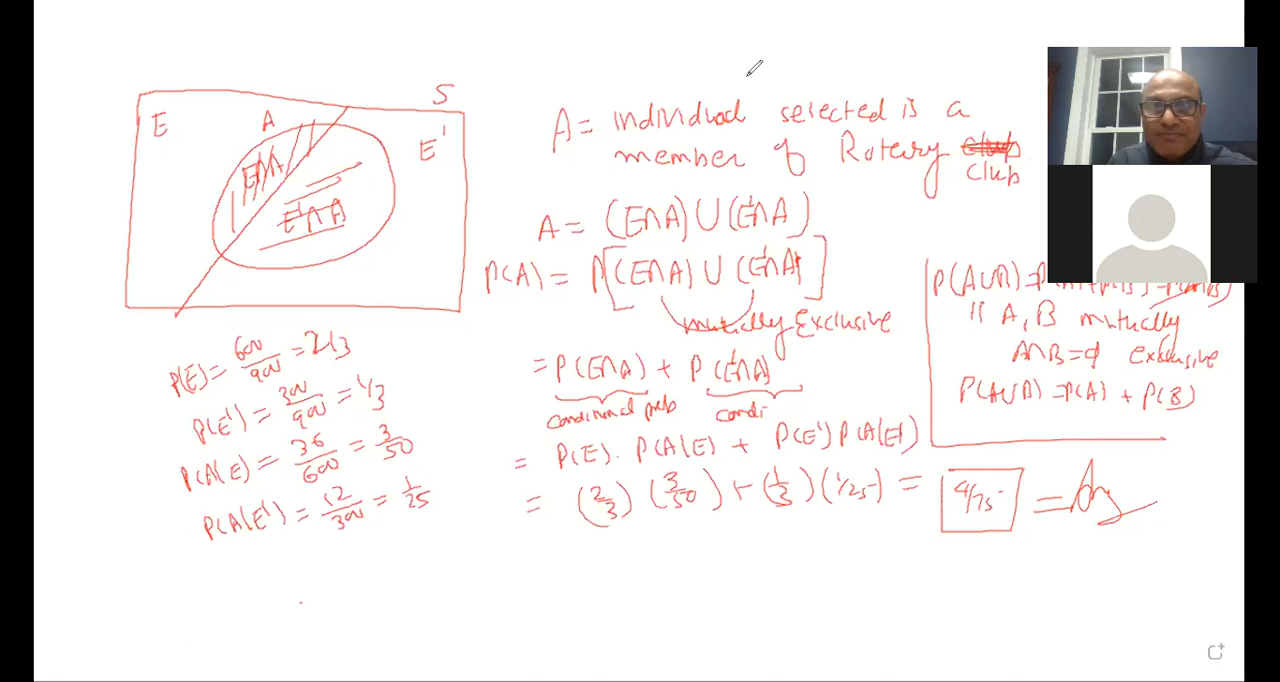 S
E
A
E'
E∩A
E'∩A
A = individual selected is a
member of Rotary club
club
A = (E∩A) ∪ (E'∩A)
P(A) = P[(E∩A) ∪ (E'∩A)]
mutually Exclusive
= P(E∩A) + P(E'∩A)
conditional prob condi
= P(E). P(A|E) + P(E') P(A|E')
= (2/3) (3/50) + (1/3) (1/25) = 4/75 = Ans
P(E) = 600/900 = 2/3
P(E') = 300/900 = 1/3
P(A|E) = 36/600 = 3/50
P(A|E') = 12/300 = 1/25
P(A∪B) =
A, B mutually
A∩B = φ exclusive
P(A∪B) = P(A) + P(B)